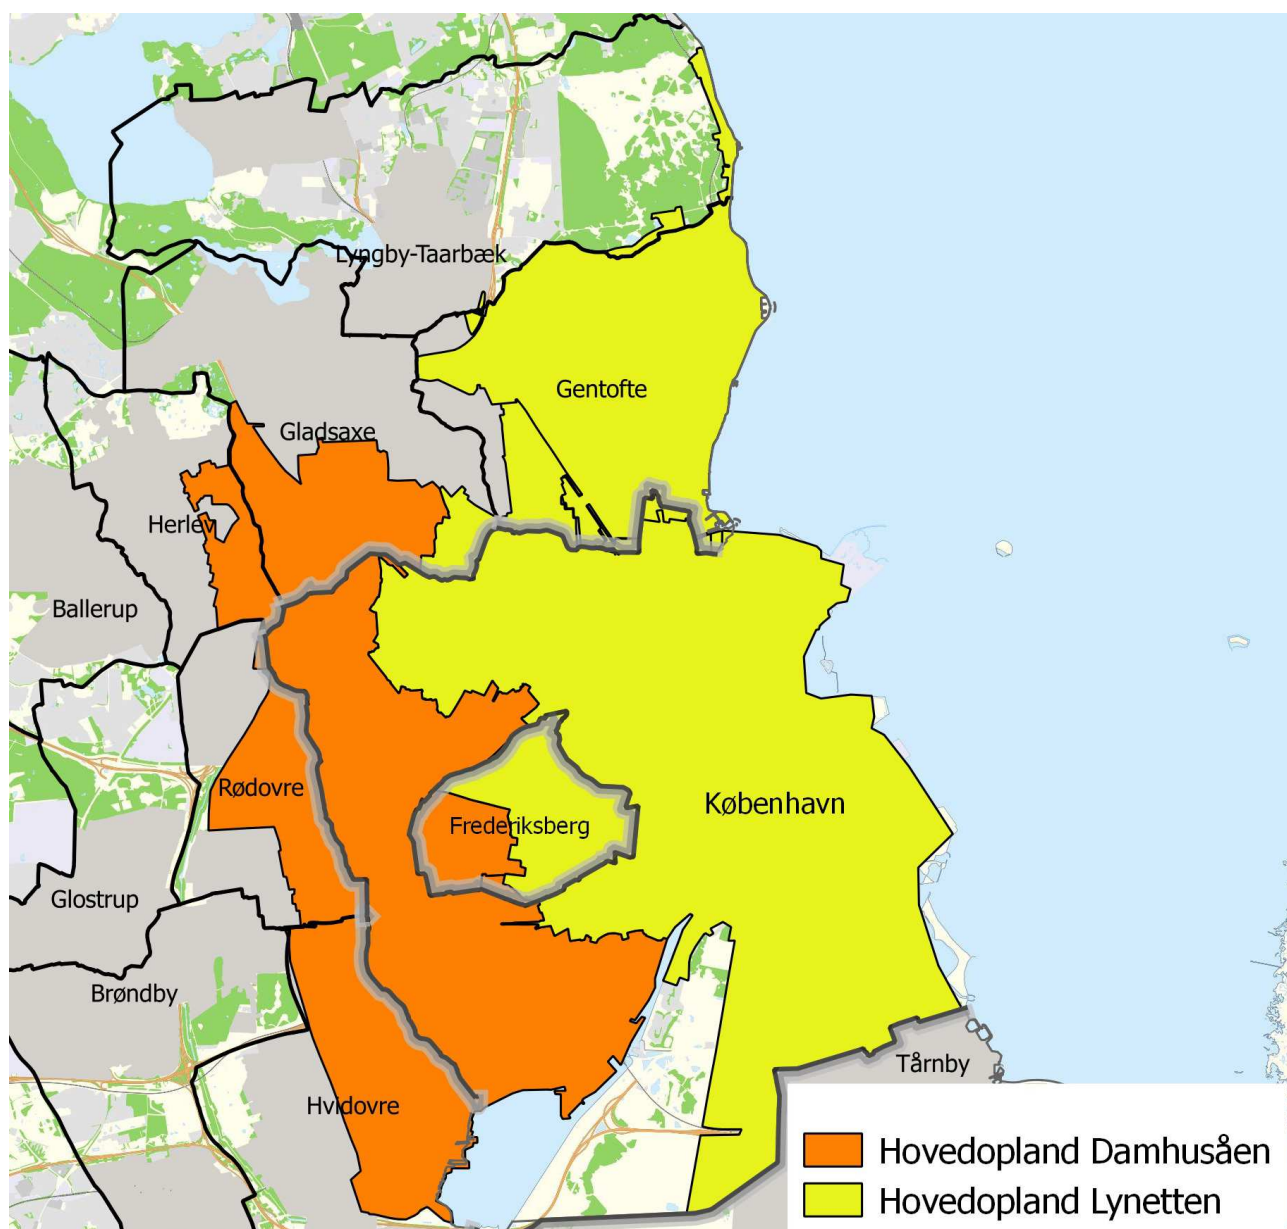 Lyngby-Taarbæk
Gentofte
Gladsaxe
Herlev
Ballerup
Rødovre
København
Frederiksberg
Glostrup
Brøndby
Tårnby
Hvidovre
Hovedopland Damhusåen
Hovedopland Lynetten